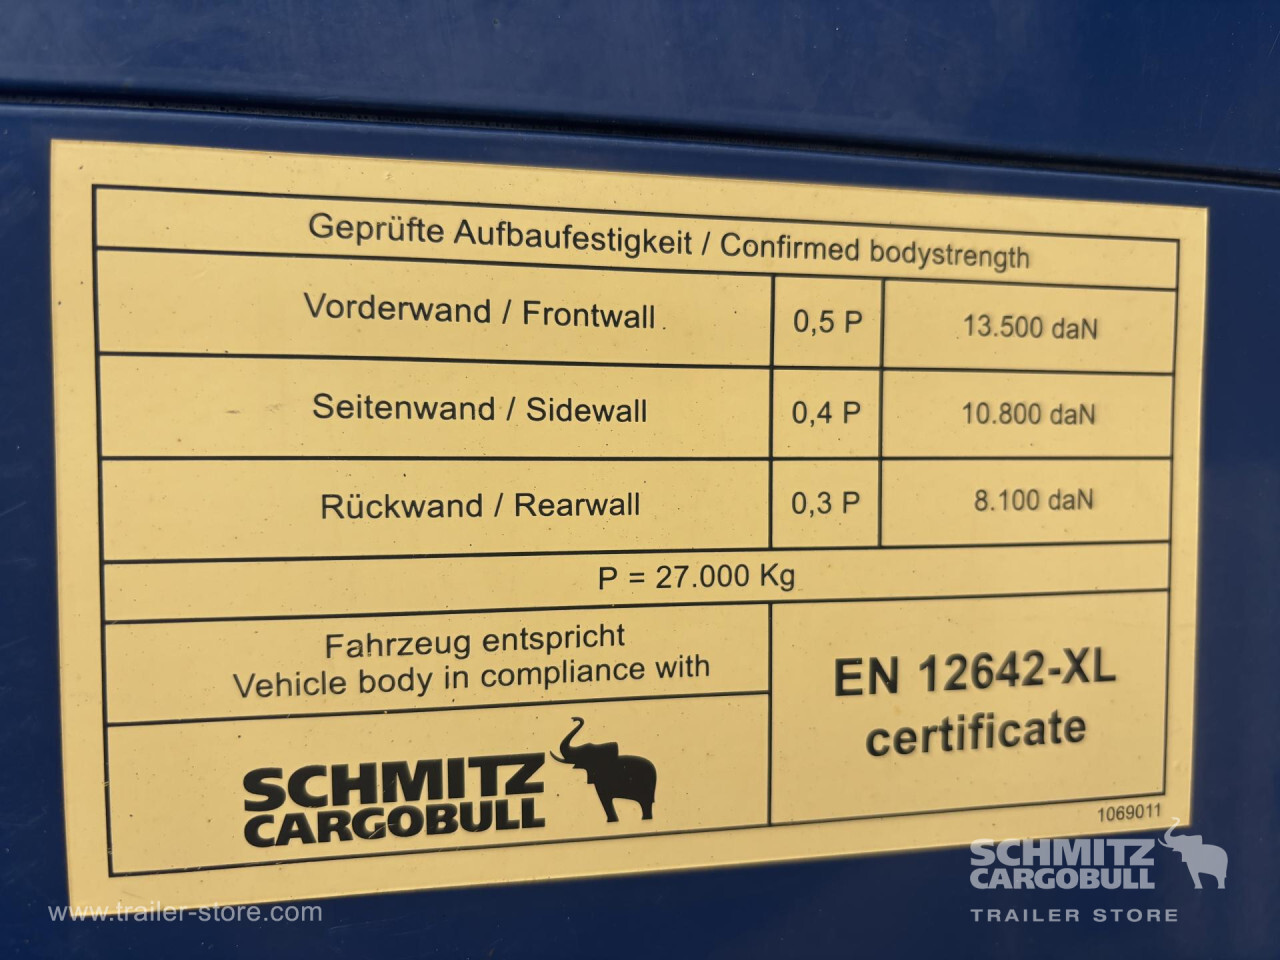 Geprüfte Aufbaufestigkeit / Confirmed bodystrength
Vorderwand / Frontwall 0,5 P 13.500 daN
Seitenwand / Sidewall 0,4 P 10.800 daN
Rückwand / Rearwall 0,3 P 8.100 daN
P = 27.000 Kg
Fahrzeug entspricht
Vehicle body in compliance with
EN 12642-XL
certificate
SCHMITZ
CARGOBULL
1069011
www.trailer-store.com
SCHMITZ
CARGOBULL
TRAILER STORE